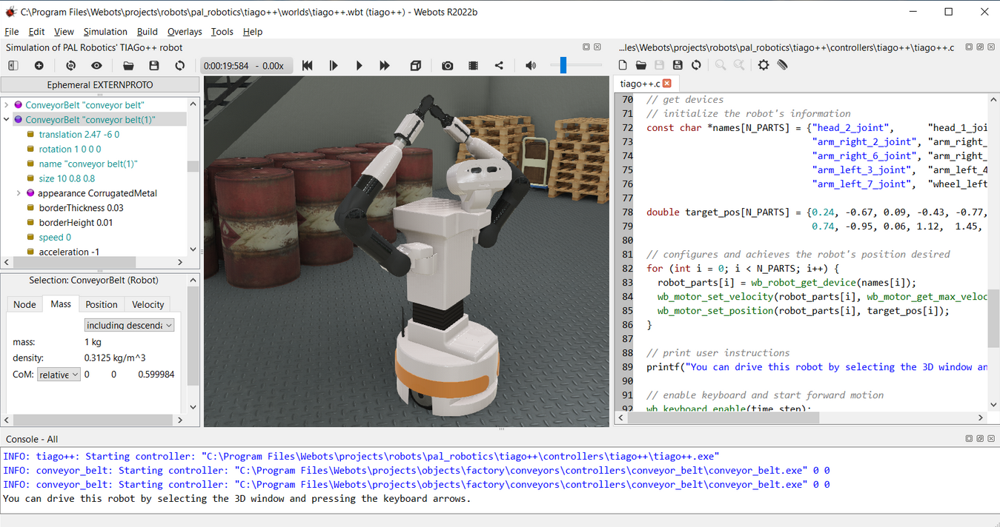 C:\Program Files\Webots\projects\robots\pal_robotics\tiago++\worlds\tiago++.wbt (tiago++) - Webots R2022b
File Edit View Simulation Build Overlays Tools Help
Simulation of PAL Robotics' TIAGo++ robot
0:00:19:584 - 0.00x
Ephemeral EXTERNPROTO
ConveyorBelt "conveyor belt"
ConveyorBelt "conveyor belt(1)"
translation 2.47 -6 0
rotation 1 0 0 0
name "conveyor belt(1)"
size 10 0.8 0.8
appearance CorrugatedMetal
borderThickness 0.03
borderHeight 0.01
speed 0
acceleration -1
Selection: ConveyorBelt (Robot)
Node Mass Position Velocity
including descenda
mass: 1 kg
density: 0.3125 kg/m^3
CoM: relative 0 0 0.599984
...les\Webots\projects\robots\pal_robotics\tiago++\controllers\tiago++\tiago++.c
tiago++.c
70 // get devices
71 // initialize the robot's information
72 const char *names[N_PARTS] = {"head_2_joint", "head_1_joi
73 "arm_right_2_joint", "arm_right_
74 "arm_right_6_joint", "arm_right_
75 "arm_left_3_joint", "arm_left_4
76 "arm_left_7_joint", "wheel_left
77
78 double target_pos[N_PARTS] = {0.24, -0.67, 0.09, -0.43, -0.77,
79 0.74, -0.95, 0.06, 1.12, 1.45,
80
81 // configures and achieves the robot's position desired
82 for (int i = 0; i < N_PARTS; i++) {
83 robot_parts[i] = wb_robot_get_device(names[i]);
84 wb_motor_set_velocity(robot_parts[i], wb_motor_get_max_veloc
85 wb_motor_set_position(robot_parts[i], target_pos[i]);
86 }
87
88 // print user instructions
89 printf("You can drive this robot by selecting the 3D window an
90
91 // enable keyboard and start forward motion
92 wb_keyboard_enable(time_step);
Console - All
INFO: tiago++: Starting controller: "C:\Program Files\Webots\projects\robots\pal_robotics\tiago++\controllers\tiago++\tiago++.exe"
INFO: conveyor_belt: Starting controller: "C:\Program Files\Webots\projects\objects\factory\conveyors\controllers\conveyor_belt\conveyor_belt.exe" 0 0
INFO: conveyor_belt: Starting controller: "C:\Program Files\Webots\projects\objects\factory\conveyors\controllers\conveyor_belt\conveyor_belt.exe" 0 0
You can drive this robot by selecting the 3D window and pressing the keyboard arrows.